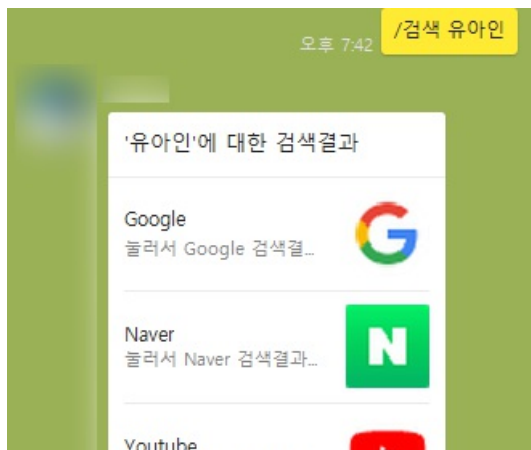 /검색 유아인
오후 7:42
'유아인'에 대한 검색결과
Google
눌러서 Google 검색결...
Naver
눌러서 Naver 검색결과...
Youtube